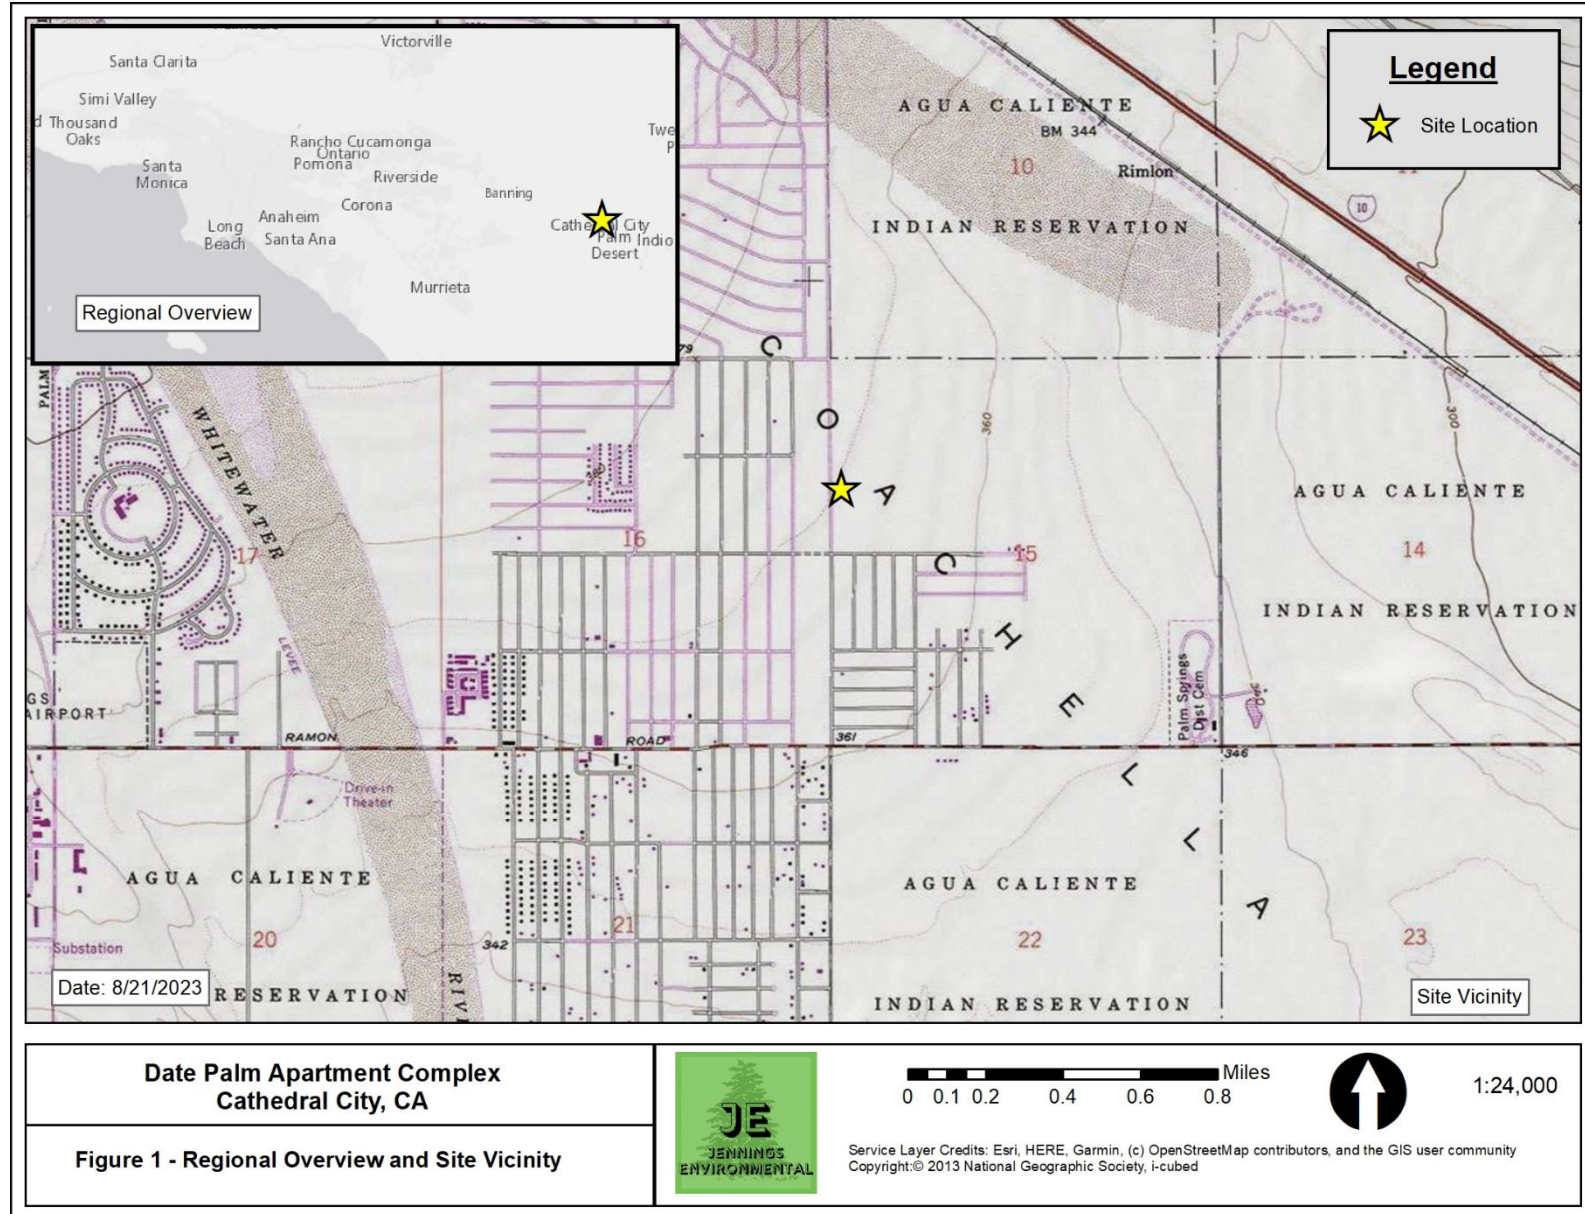 Victorville
Santa Clarita
Simi Valley
Thousand
Oaks
Santa
Monica
Rancho Cucamonga
Ontario
Pomona
Riverside
Corona
Banning
Long
Beach
Anaheim
Santa Ana
Cathedral City
Palm
Desert
Indio
Murrieta
Regional Overview
Legend
Site Location
AGUA CALIENTE
BM 344
10
Rimlon
INDIAN RESERVATION
10
PALM
WHITEWATER
COACHELLA
360
300
380
AGUA CALIENTE
14
INDIAN RESERVATION
17
16
15
LEVEE
AIRPORT
RAMON
ROAD
361
346
Palm Springs
Dist Cem
Drive-in
Theater
AGUA CALIENTE
20
21
342
Substation
RESERVATION
AGUA CALIENTE
22
INDIAN RESERVATION
23
Date: 8/21/2023
Site Vicinity
Date Palm Apartment Complex
Cathedral City, CA
Figure 1 - Regional Overview and Site Vicinity
JE
JENNINGS
ENVIRONMENTAL
Miles
0 0.1 0.2 0.4 0.6 0.8
1:24,000
Service Layer Credits: Esri, HERE, Garmin, (c) OpenStreetMap contributors, and the GIS user community
Copyright:© 2013 National Geographic Society, i-cubed